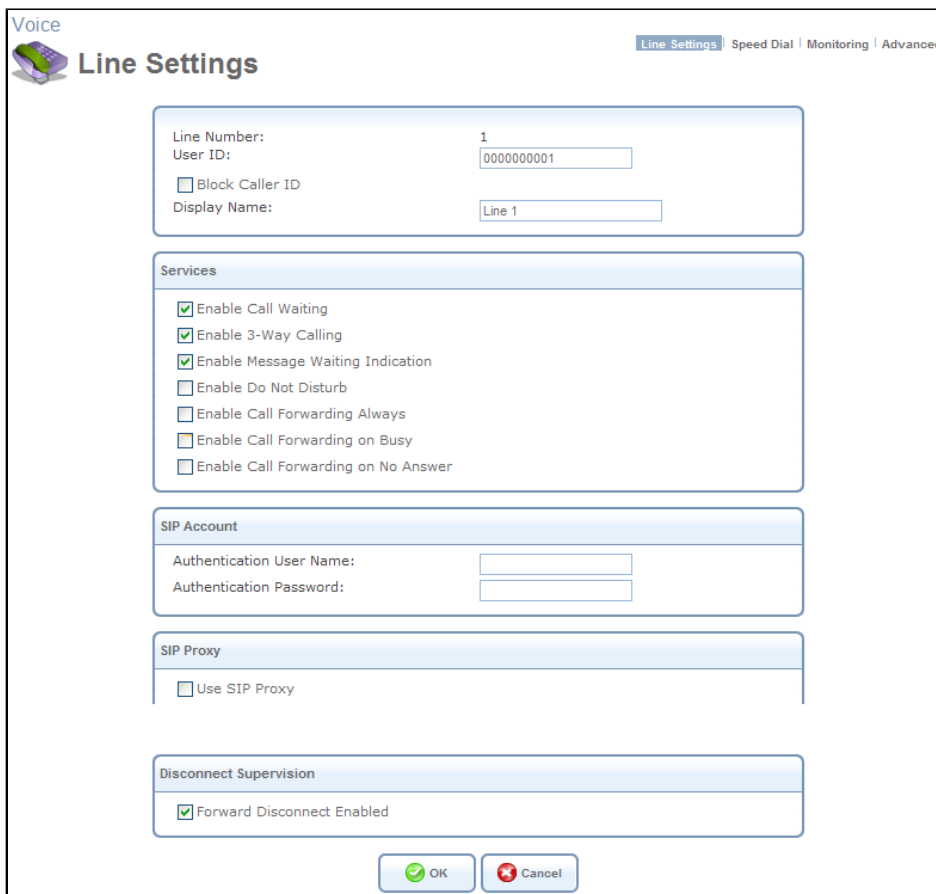 Voice
Line Settings | Speed Dial | Monitoring | Advanced
Line Settings
Line Number: 1
User ID: 0000000001
Block Caller ID
Display Name: Line 1
Services
Enable Call Waiting
Enable 3-Way Calling
Enable Message Waiting Indication
Enable Do Not Disturb
Enable Call Forwarding Always
Enable Call Forwarding on Busy
Enable Call Forwarding on No Answer
SIP Account
Authentication User Name:
Authentication Password:
SIP Proxy
Use SIP Proxy
Disconnect Supervision
Forward Disconnect Enabled
OK Cancel